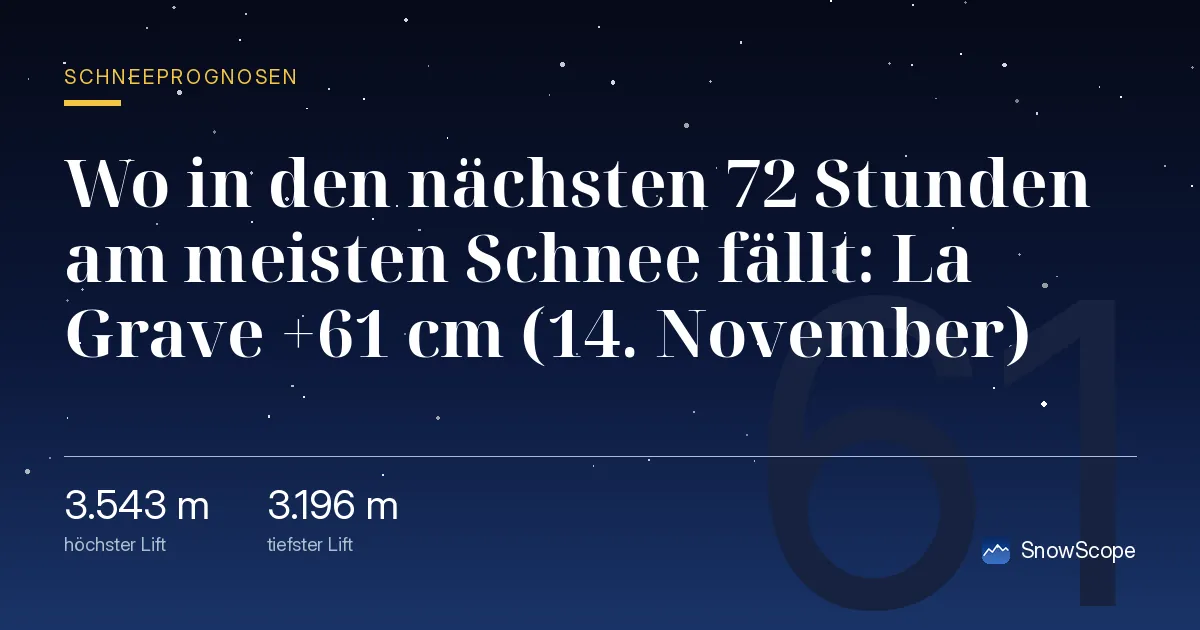 SCHNEEPROGNOSEN
Wo in den nächsten 72 Stunden
am meisten Schnee fällt: La
Grave +61 cm (14. November)
61
3.543 m
höchster Lift
3.196 m
tiefster Lift
SnowScope